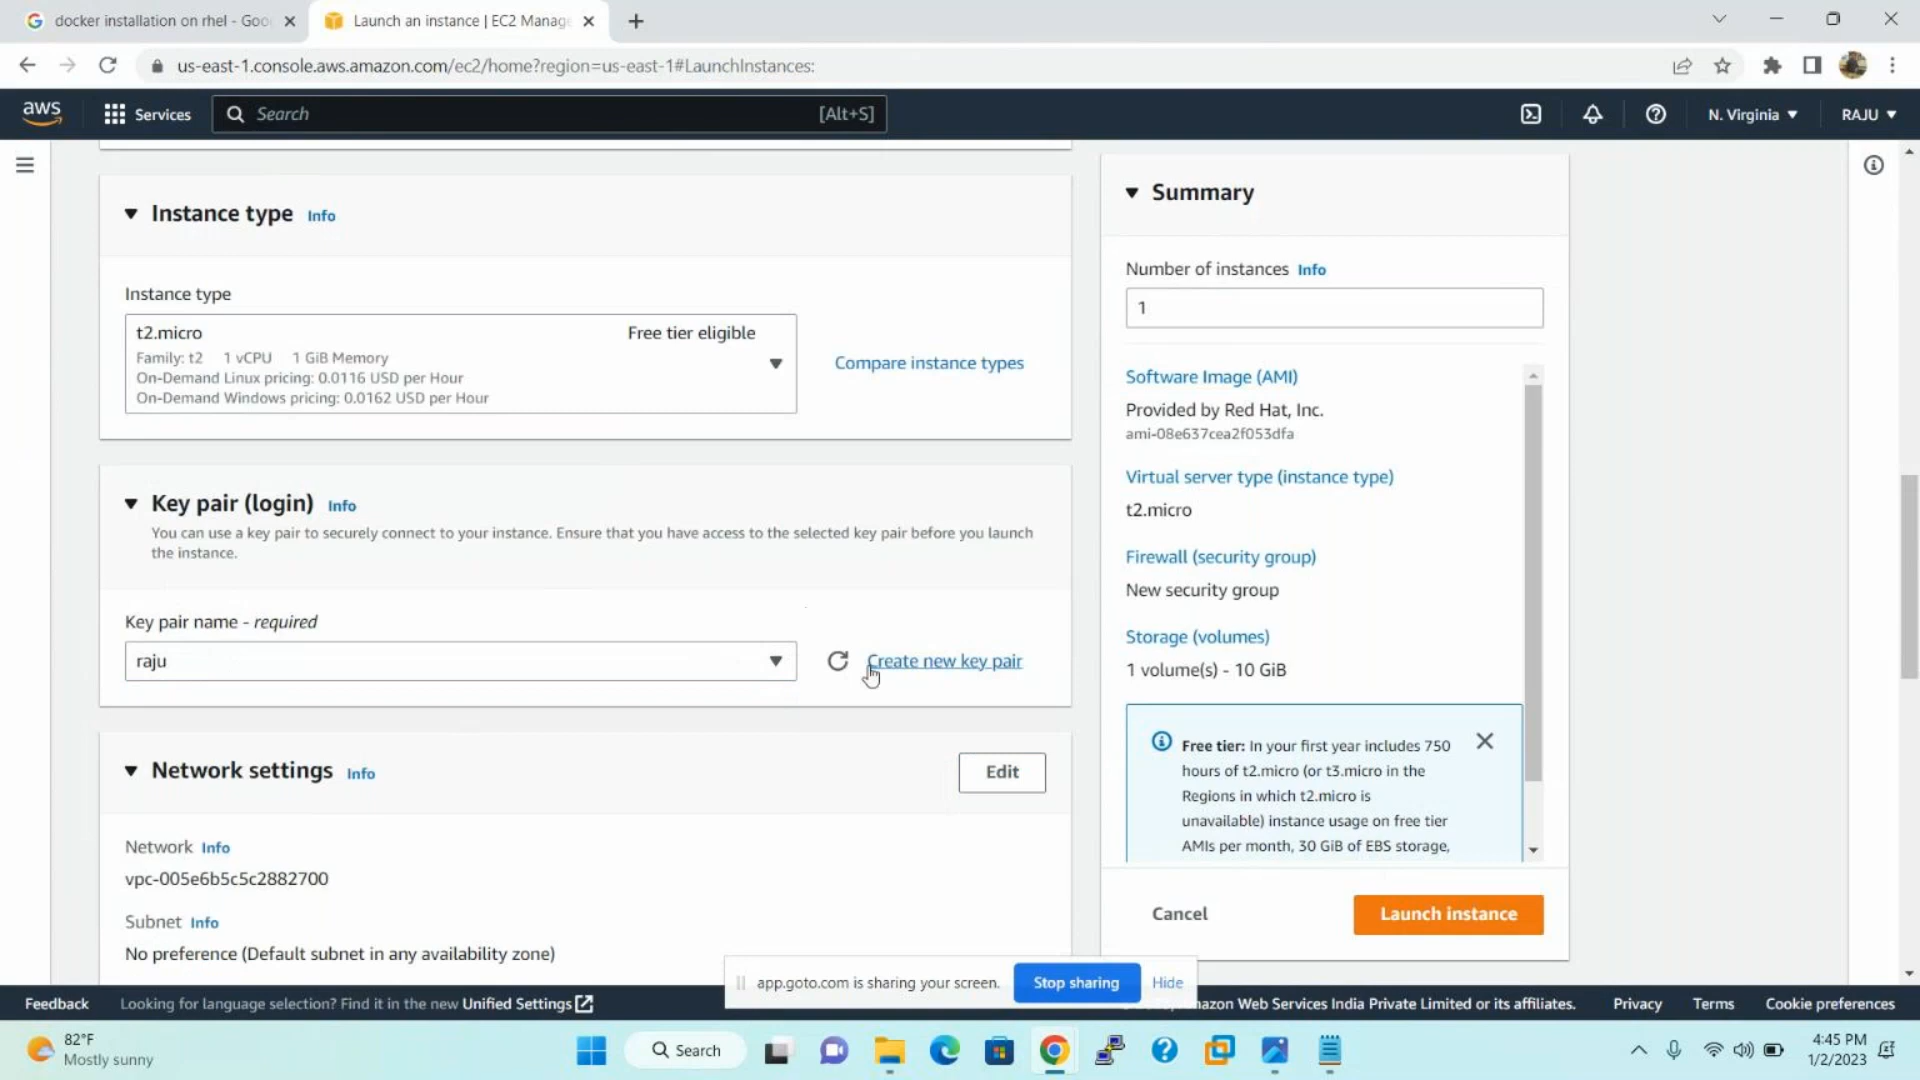 docker installation on rhel - Goo
Launch an instance | EC2 Manag
us-east-1.console.aws.amazon.com/ec2/home?region=us-east-1#LaunchInstances:
aws
Services
Search
[Alt+S]
N. Virginia
RAJU
Instance type Info
Instance type
t2.micro
Free tier eligible
Family: t2 1 vCPU 1 GiB Memory
On-Demand Linux pricing: 0.0116 USD per Hour
On-Demand Windows pricing: 0.0162 USD per Hour
Compare instance types
Key pair (login) Info
You can use a key pair to securely connect to your instance. Ensure that you have access to the selected key pair before you launch
the instance.
Key pair name - required
raju
Create new key pair
Network settings Info
Edit
Network Info
vpc-005e6b5c5c2882700
Subnet Info
No preference (Default subnet in any availability zone)
Summary
Number of instances Info
1
Software Image (AMI)
Provided by Red Hat, Inc.
ami-08e637cea2f053dfa
Virtual server type (instance type)
t2.micro
Firewall (security group)
New security group
Storage (volumes)
1 volume(s) - 10 GiB
Free tier: In your first year includes 750
hours of t2.micro (or t3.micro in the
Regions in which t2.micro is
unavailable) instance usage on free tier
AMIs per month, 30 GiB of EBS storage,
Cancel
Launch instance
app.goto.com is sharing your screen.
Stop sharing
Hide
Feedback
Looking for language selection? Find it in the new Unified Settings
azon Web Services India Private Limited or its affiliates.
Privacy
Terms
Cookie preferences
82°F
Mostly sunny
Search
4:45 PM
1/2/2023